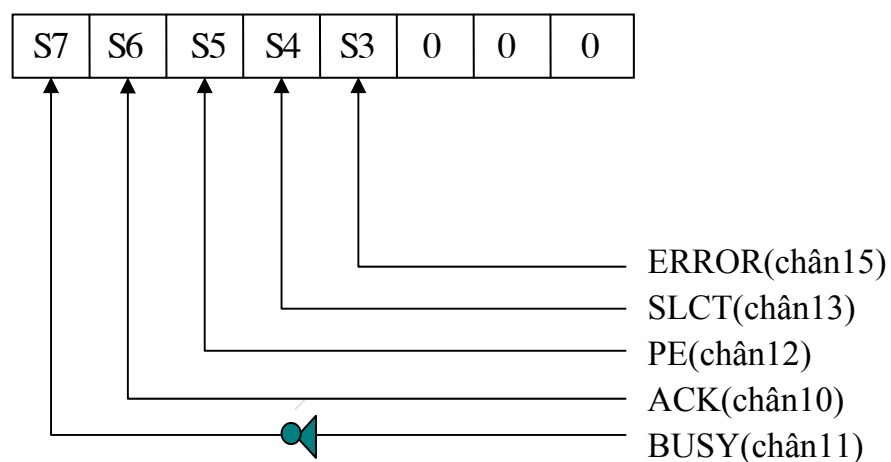 S7 S6 S5 S4 S3 0 0 0
ERROR(chân15)
SLCT(chân13)
PE(chân12)
ACK(chân10)
BUSY(chân11)